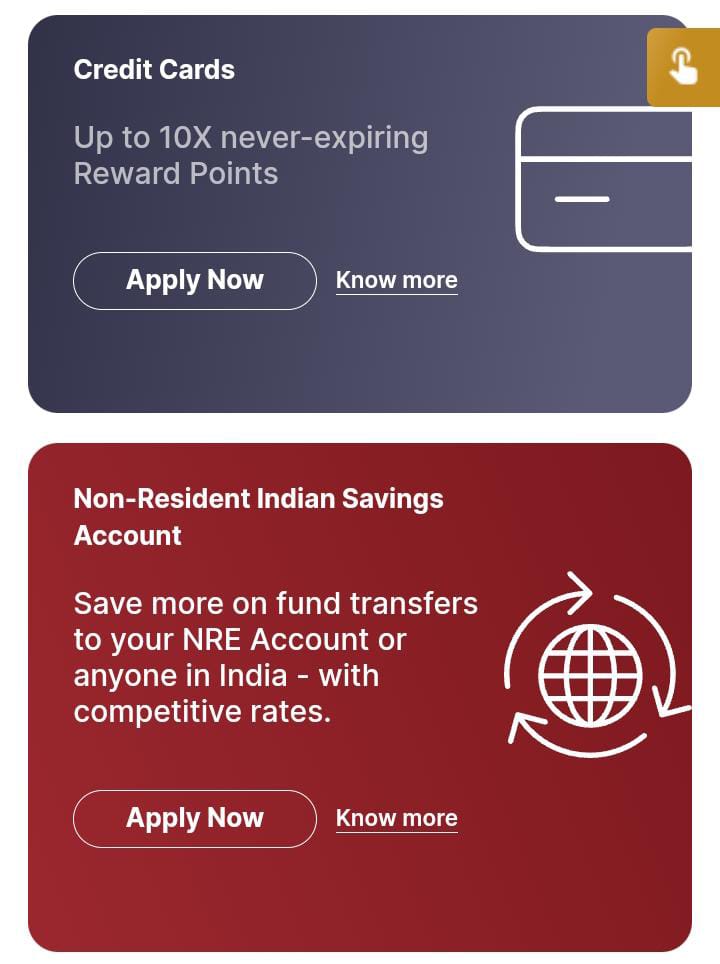 Credit Cards
Up to 10X never-expiring
Reward Points
Apply Now Know more
Non-Resident Indian Savings
Account
Save more on fund transfers
to your NRE Account or
anyone in India - with
competitive rates.
Apply Now Know more